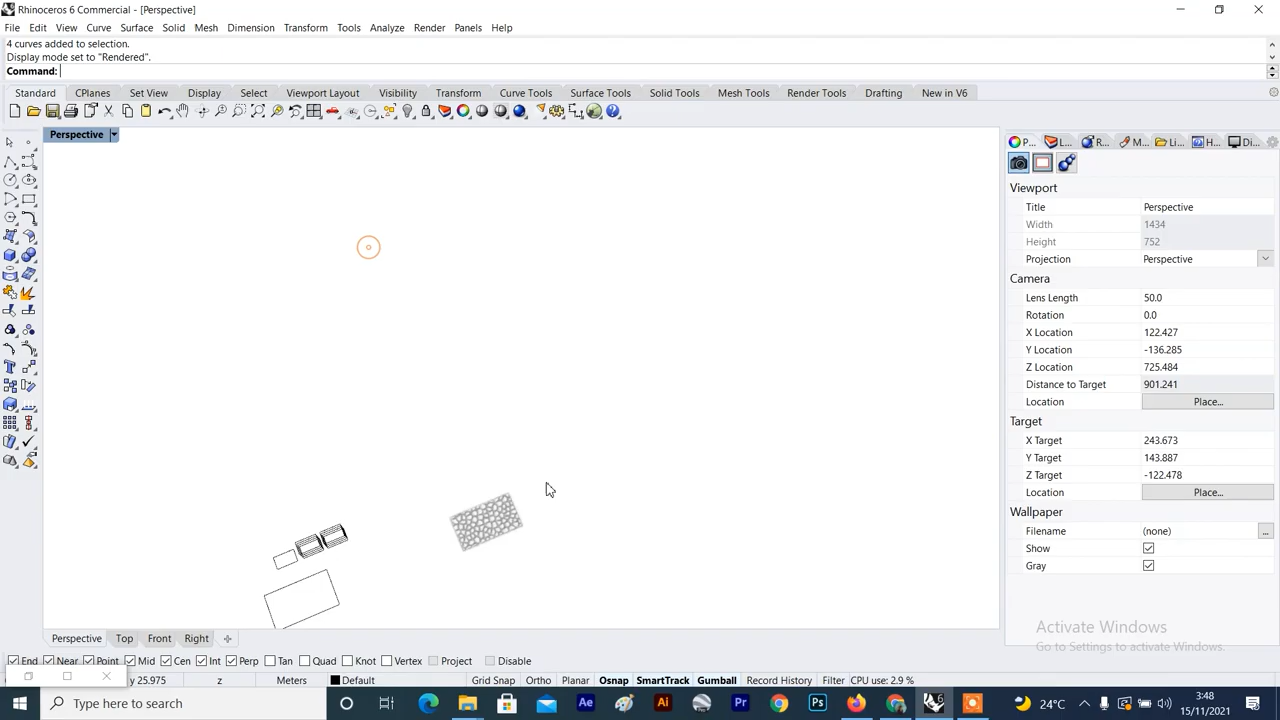 Rhinoceros 6 Commercial - [Perspective]
File Edit View Curve Surface Solid Mesh Dimension Transform Tools Analyze Render Panels Help
4 curves added to selection.
Display mode set to "Rendered".
Command:
Standard CPlanes Set View Display Select Viewport Layout Visibility Transform Curve Tools Surface Tools Solid Tools Mesh Tools Render Tools Drafting New in V6
Perspective
P... L... R... M... Li... H... Di...
Viewport
Title Perspective
Width 1434
Height 752
Projection Perspective
Camera
Lens Length 50.0
Rotation 0.0
X Location 122.427
Y Location -136.285
Z Location 725.484
Distance to Target 901.241
Location Place...
Target
X Target 243.673
Y Target 143.887
Z Target -122.478
Location Place...
Wallpaper
Filename (none) ...
Show
Gray
Activate Windows
Go to Settings to activate Windows.
Perspective Top Front Right
End Near Point Mid Cen Int Perp Tan Quad Knot Vertex Project Disable
y 25.975 z Meters Default Grid Snap Ortho Planar Osnap SmartTrack Gumball Record History Filter CPU use: 2.9 %
Type here to search
Ae Ai Pr Ps 6
24°C
3:48
15/11/2021